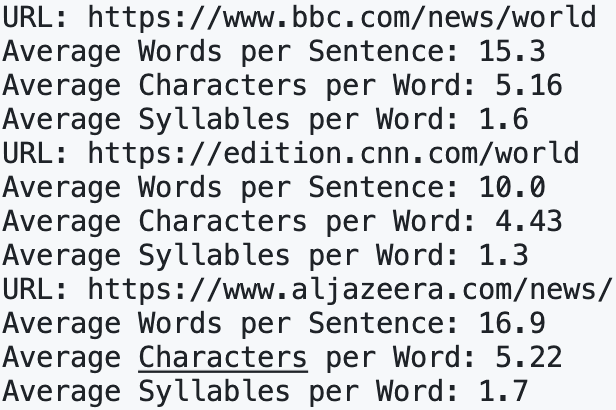 URL: https://www.bbc.com/news/world
Average Words per Sentence: 15.3
Average Characters per Word: 5.16
Average Syllables per Word: 1.6
URL: https://edition.cnn.com/world
Average Words per Sentence: 10.0
Average Characters per Word: 4.43
Average Syllables per Word: 1.3
URL: https://www.aljazeera.com/news/
Average Words per Sentence: 16.9
Average Characters per Word: 5.22
Average Syllables per Word: 1.7